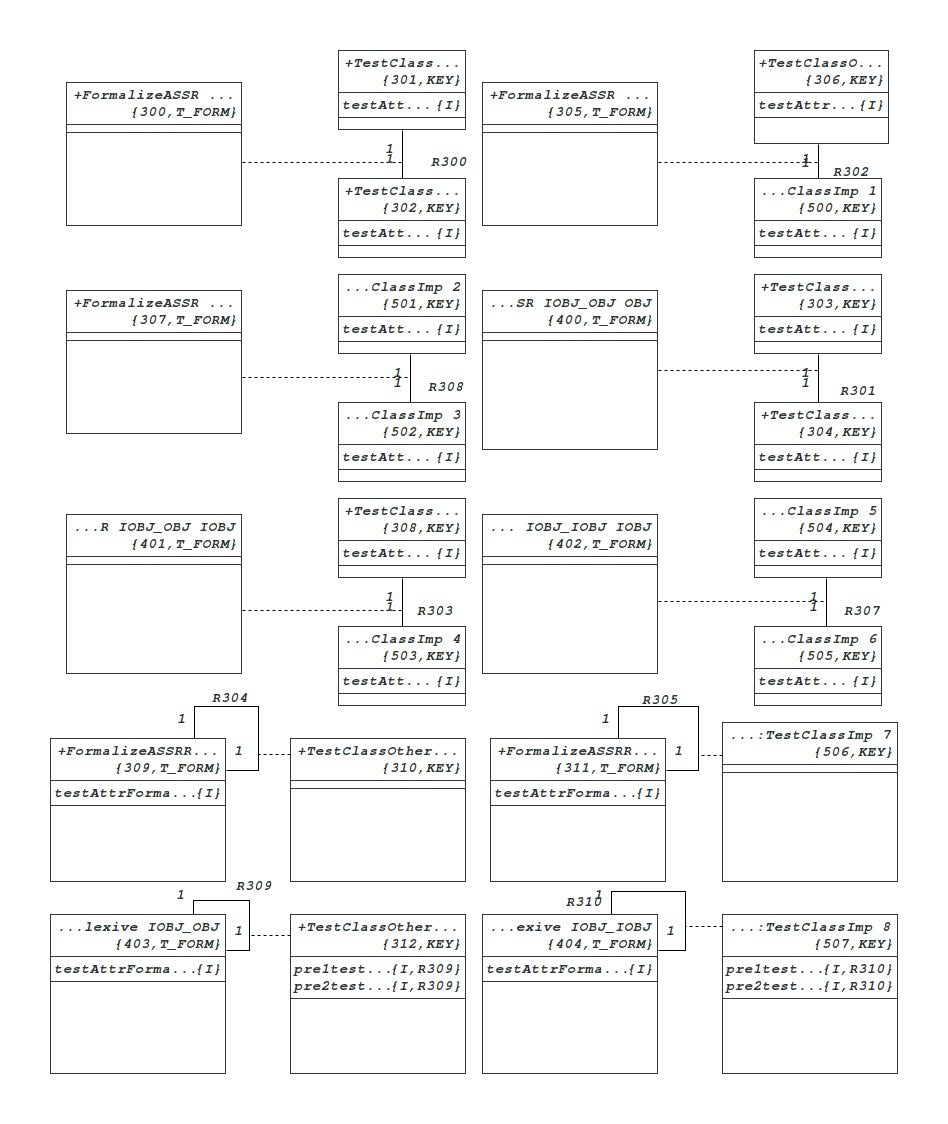 +TestClass...
{301,KEY}
testAtt... {I}
+FormalizeASSR ...
{300,T_FORM}
1
1
R300
+TestClass...
{302,KEY}
testAtt... {I}
+TestClassO...
{306,KEY}
testAttr... {I}
+FormalizeASSR ...
{305,T_FORM}
1
1
R302
...ClassImp 1
{500,KEY}
testAtt... {I}
...ClassImp 2
{501,KEY}
testAtt... {I}
+FormalizeASSR ...
{307,T_FORM}
1
1
R308
...ClassImp 3
{502,KEY}
testAtt... {I}
+TestClass...
{303,KEY}
testAtt... {I}
...SR IOBJ_OBJ OBJ
{400,T_FORM}
1
1
R301
+TestClass...
{304,KEY}
testAtt... {I}
+TestClass...
{308,KEY}
testAtt... {I}
...R IOBJ_OBJ IOBJ
{401,T_FORM}
1
1
R303
...ClassImp 4
{503,KEY}
testAtt... {I}
...ClassImp 5
{504,KEY}
testAtt... {I}
... IOBJ_IOBJ IOBJ
{402,T_FORM}
1
1
R307
...ClassImp 6
{505,KEY}
testAtt... {I}
R304
1
+FormalizeASSRR...
{309,T_FORM}
testAttrForma...{I}
1
+TestClassOther...
{310,KEY}
R305
1
+FormalizeASSRR...
{311,T_FORM}
testAttrForma...{I}
1
...:TestClassImp 7
{506,KEY}
R309
1
...lexive IOBJ_OBJ
{403,T_FORM}
testAttrForma...{I}
1
+TestClassOther...
{312,KEY}
pre1test...{I,R309}
pre2test...{I,R309}
R310
1
...exive IOBJ_IOBJ
{404,T_FORM}
testAttrForma...{I}
1
...:TestClassImp 8
{507,KEY}
pre1test...{I,R310}
pre2test...{I,R310}